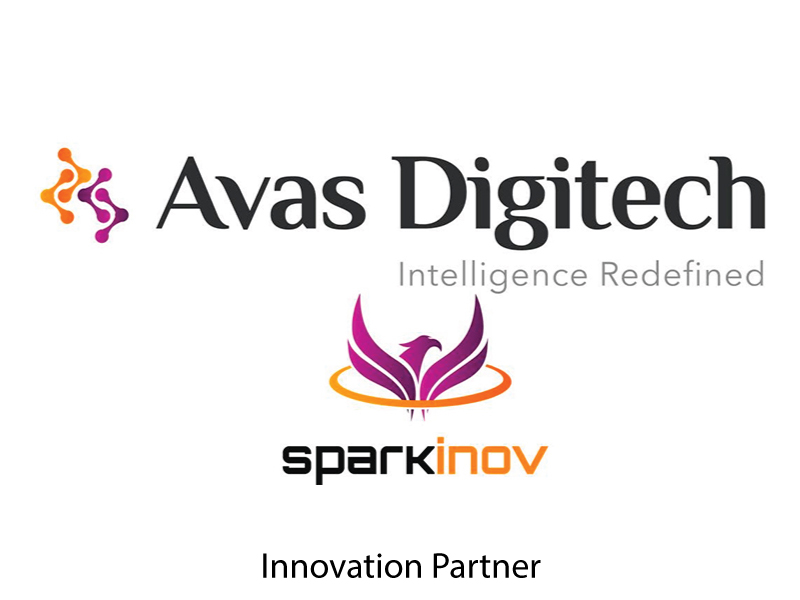 Avas Digitech
Intelligence Redefined
sparkinov
Innovation Partner